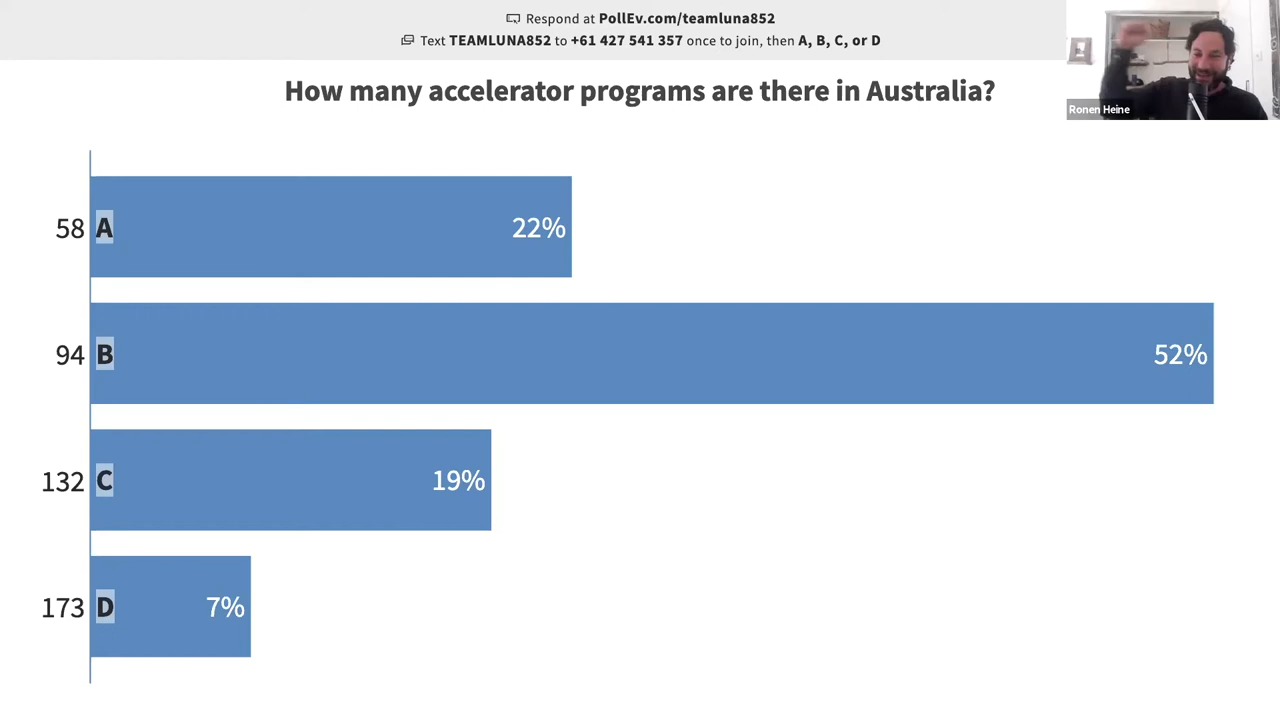 Respond at PollEv.com/teamluna852
Text TEAMLUNA852 to +61 427 541 357 once to join, then A, B, C, or D
Ronen Heine
How many accelerator programs are there in Australia?
58 A 22%
94 B 52%
132 C 19%
173 D 7%